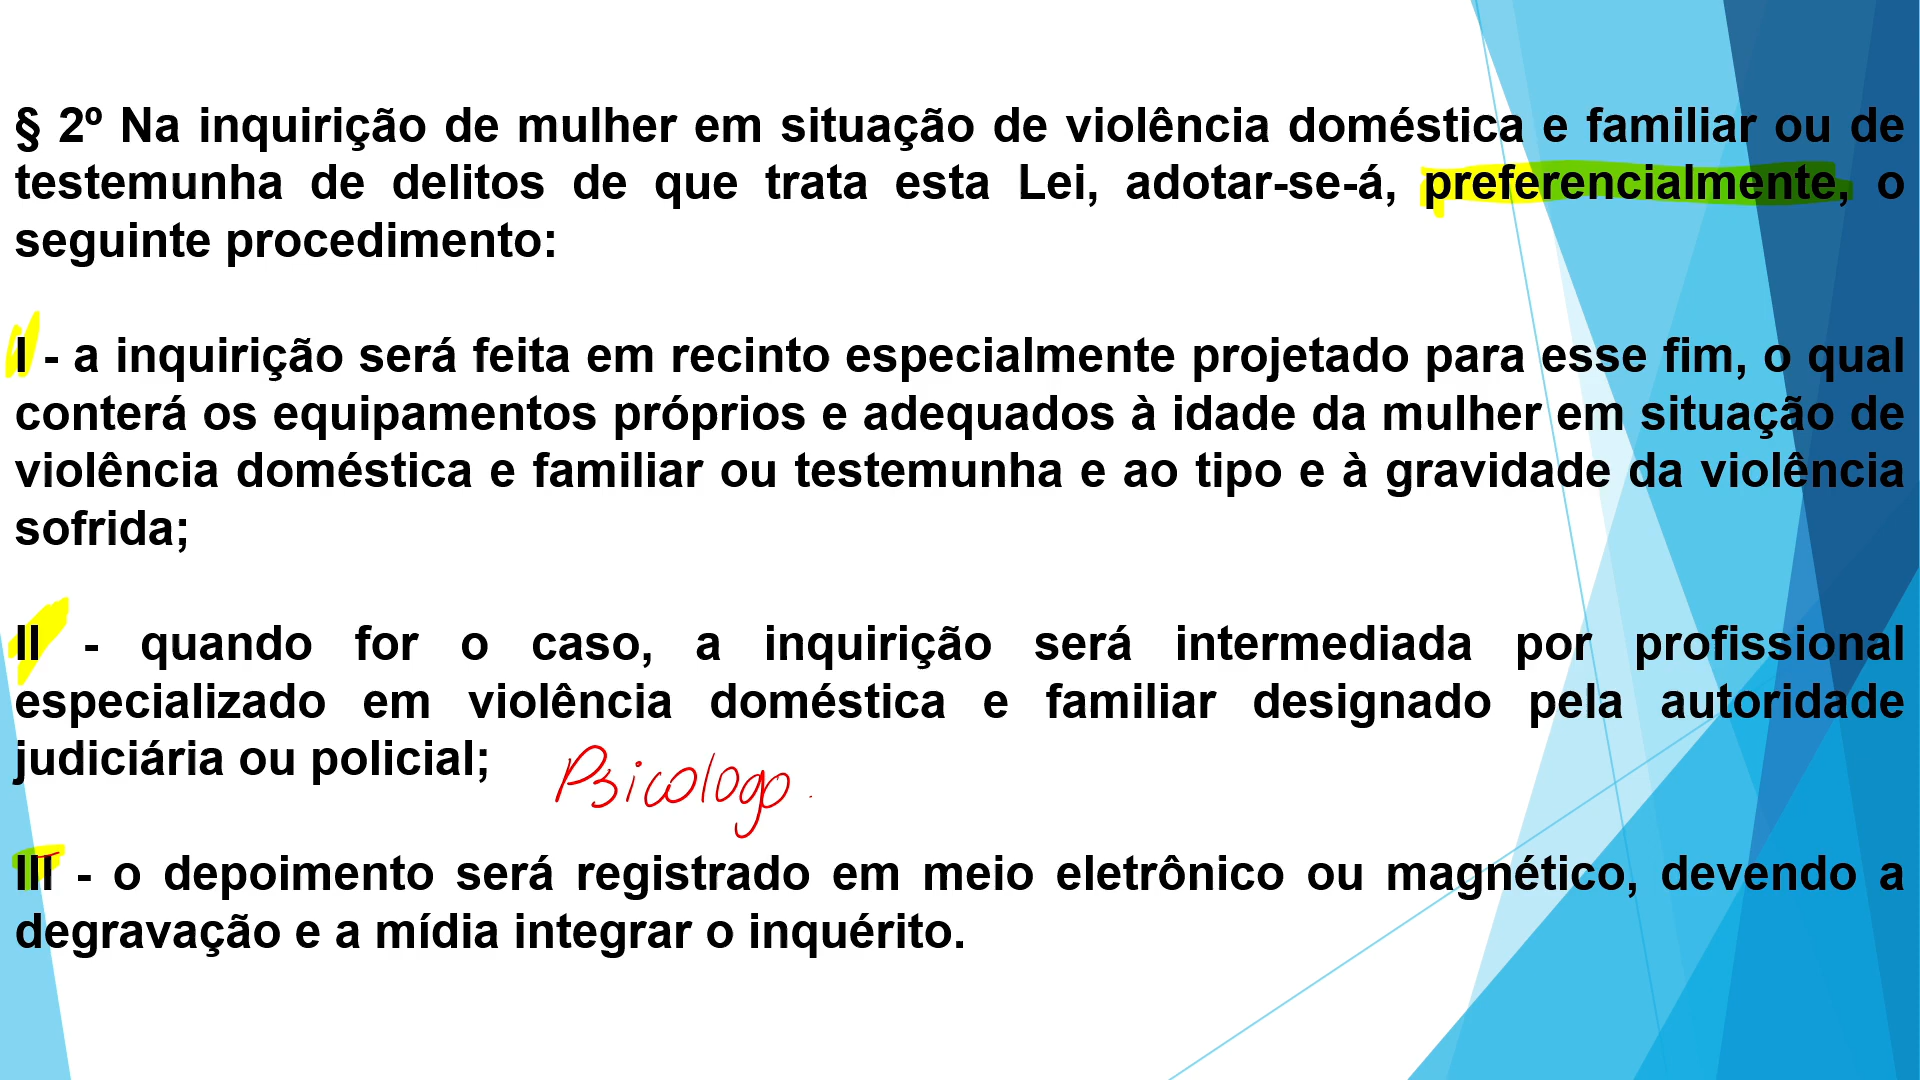 § 2º Na inquirição de mulher em situação de violência doméstica e familiar ou de
testemunha de delitos de que trata esta Lei, adotar-se-á, preferencialmente, o
seguinte procedimento:
I - a inquirição será feita em recinto especialmente projetado para esse fim, o qual
conterá os equipamentos próprios e adequados à idade da mulher em situação de
violência doméstica e familiar ou testemunha e ao tipo e à gravidade da violência
sofrida;
II - quando for o caso, a inquirição será intermediada por profissional
especializado em violência doméstica e familiar designado pela autoridade
judiciária ou policial;
Psicologo.
III - o depoimento será registrado em meio eletrônico ou magnético, devendo a
degravação e a mídia integrar o inquérito.